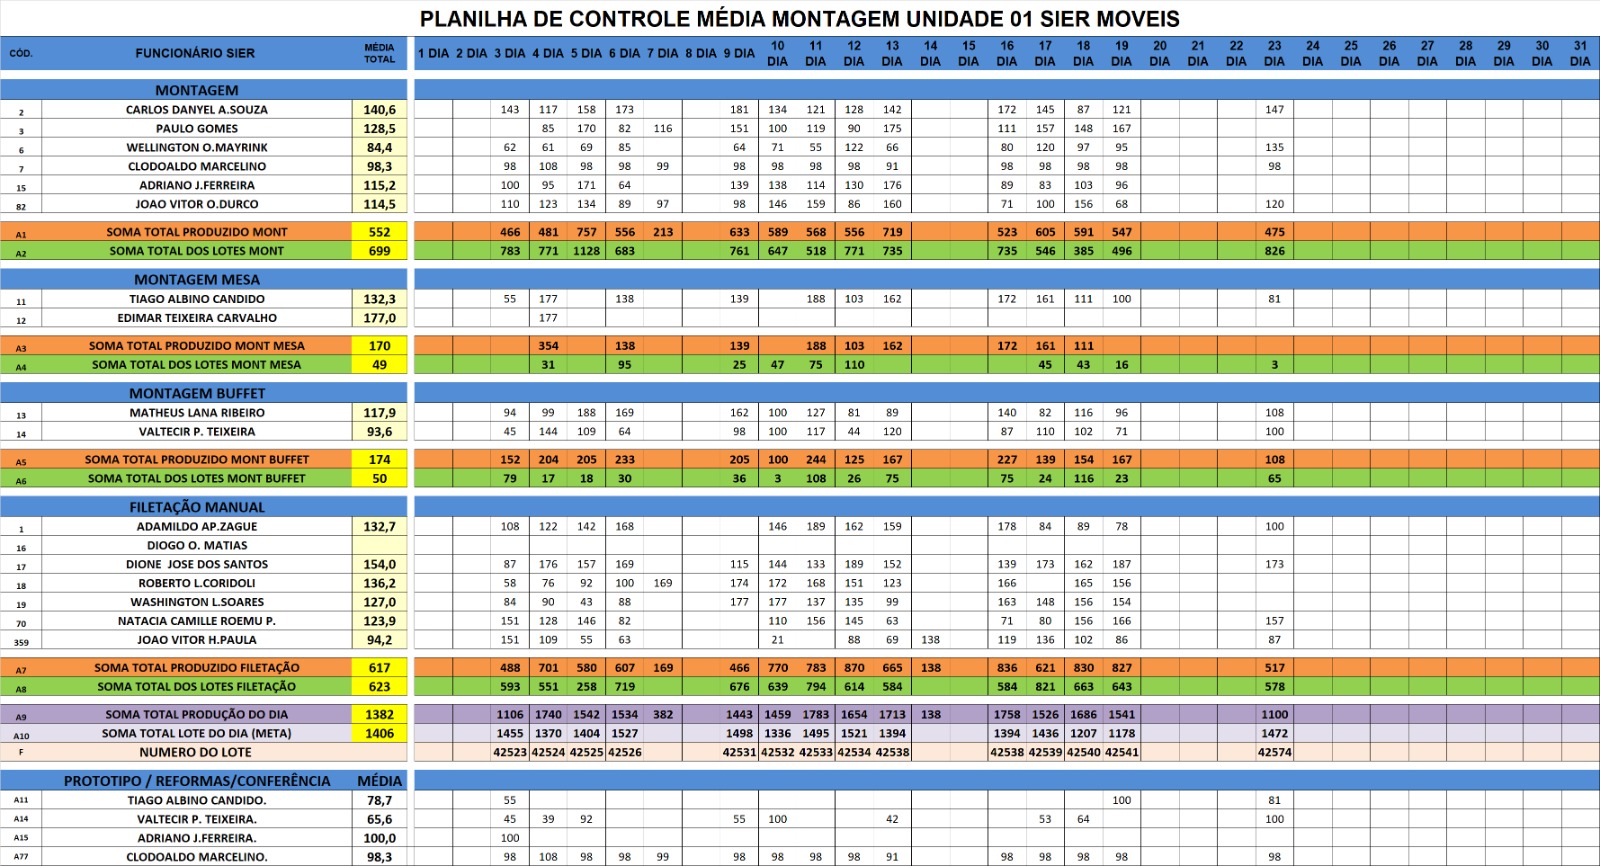 PLANILHA DE CONTROLE MÉDIA MONTAGEM UNIDADE 01 SIER MOVEIS
CÓD. FUNCIONÁRIO SIER MÉDIA TOTAL 1 DIA 2 DIA 3 DIA 4 DIA 5 DIA 6 DIA 7 DIA 8 DIA 9 DIA 10 DIA 11 DIA 12 DIA 13 DIA 14 DIA 15 DIA 16 DIA 17 DIA 18 DIA 19 DIA 20 DIA 21 DIA 22 DIA 23 DIA 24 DIA 25 DIA 26 DIA 27 DIA 28 DIA 29 DIA 30 DIA 31 DIA
MONTAGEM
2 CARLOS DANYEL A.SOUZA 140,6 143 117 158 173 181 134 121 128 142 172 145 87 121 147
3 PAULO GOMES 128,5 85 170 82 116 151 100 119 90 175 111 157 148 167
6 WELLINGTON O.MAYRINK 84,4 62 61 69 85 64 71 55 122 66 80 120 97 95 135
7 CLODOALDO MARCELINO 98,3 98 108 98 98 99 98 98 98 98 91 98 98 98 98 98
15 ADRIANO J.FERREIRA 115,2 100 95 171 64 139 138 114 130 176 89 83 103 96
82 JOAO VITOR O.DURCO 114,5 110 123 134 89 97 98 146 159 86 160 71 100 156 68 120
A1 SOMA TOTAL PRODUZIDO MONT 552 466 481 757 556 213 633 589 568 556 719 523 605 591 547 475
A2 SOMA TOTAL DOS LOTES MONT 699 783 771 1128 683 761 647 518 771 735 735 546 385 496 826
MONTAGEM MESA
11 TIAGO ALBINO CANDIDO 132,3 55 177 138 139 188 103 162 172 161 111 100 81
12 EDIMAR TEIXEIRA CARVALHO 177,0 177
A3 SOMA TOTAL PRODUZIDO MONT MESA 170 354 138 139 188 103 162 172 161 111
A4 SOMA TOTAL DOS LOTES MONT MESA 49 31 95 25 47 75 110 45 43 16 3
MONTAGEM BUFFET
13 MATHEUS LANA RIBEIRO 117,9 94 99 188 169 162 100 127 81 89 140 82 116 96 108
14 VALTECIR P. TEIXEIRA 93,6 45 144 109 64 98 100 117 44 120 87 110 102 71 100
A5 SOMA TOTAL PRODUZIDO MONT BUFFET 174 152 204 205 233 205 100 244 125 167 227 139 154 167 108
A6 SOMA TOTAL DOS LOTES MONT BUFFET 50 79 17 18 30 36 3 108 26 75 75 24 116 23 65
FILETAÇÃO MANUAL
1 ADAMILDO AP.ZAGUE 132,7 108 122 142 168 146 189 162 159 178 84 89 78 100
16 DIOGO O. MATIAS
17 DIONE JOSE DOS SANTOS 154,0 87 176 157 169 115 144 133 189 152 139 173 162 187 173
18 ROBERTO L.CORIDOLI 136,2 58 76 92 100 169 174 172 168 151 123 166 165 156
19 WASHINGTON L.SOARES 127,0 84 90 43 88 177 177 137 135 99 163 148 156 154
70 NATACIA CAMILLE ROEMU P. 123,9 151 128 146 82 110 156 145 63 71 80 156 166 157
359 JOAO VITOR H.PAULA 94,2 151 109 55 63 21 88 69 138 119 136 102 86 87
A7 SOMA TOTAL PRODUZIDO FILETAÇÃO 617 488 701 580 607 169 466 770 783 870 665 138 836 621 830 827 517
A8 SOMA TOTAL DOS LOTES FILETAÇÃO 623 593 551 258 719 676 639 794 614 584 584 821 663 643 578
A9 SOMA TOTAL PRODUÇÃO DO DIA 1382 1106 1740 1542 1534 382 1443 1459 1783 1654 1713 138 1758 1526 1686 1541 1100
A10 SOMA TOTAL LOTE DO DIA (META) 1406 1455 1370 1404 1527 1498 1336 1495 1521 1394 1394 1436 1207 1178 1472
F NUMERO DO LOTE 42523 42524 42525 42526 42531 42532 42533 42534 42538 42538 42539 42540 42541 42574
PROTOTIPO / REFORMAS/CONFERÊNCIA MÉDIA
A11 TIAGO ALBINO CANDIDO. 78,7 55 100 81
A14 VALTECIR P. TEIXEIRA. 65,6 45 39 92 55 100 42 53 64 100
A15 ADRIANO J.FERREIRA. 100,0 100
A77 CLODOALDO MARCELINO. 98,3 98 108 98 98 99 98 98 98 98 91 98 98 98 98 98